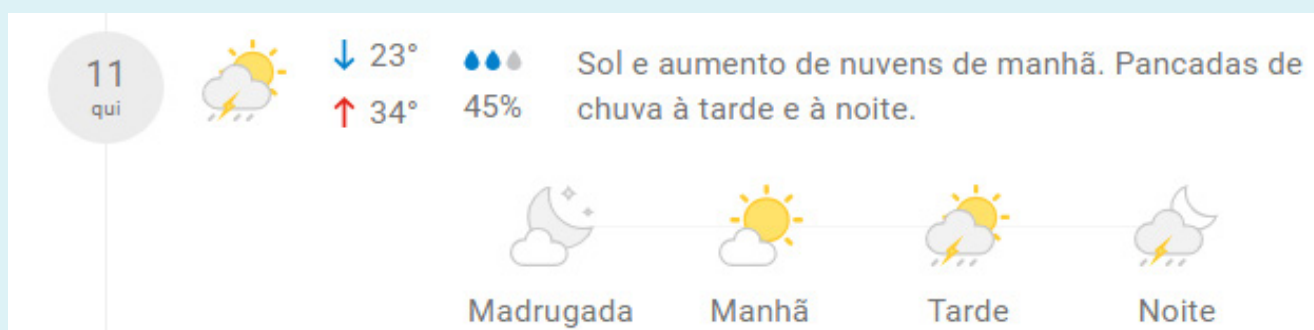 11
qui
↓ 23°
↑ 34°
45%
Sol e aumento de nuvens de manhã. Pancadas de
chuva à tarde e à noite.
Madrugada Manhã Tarde Noite